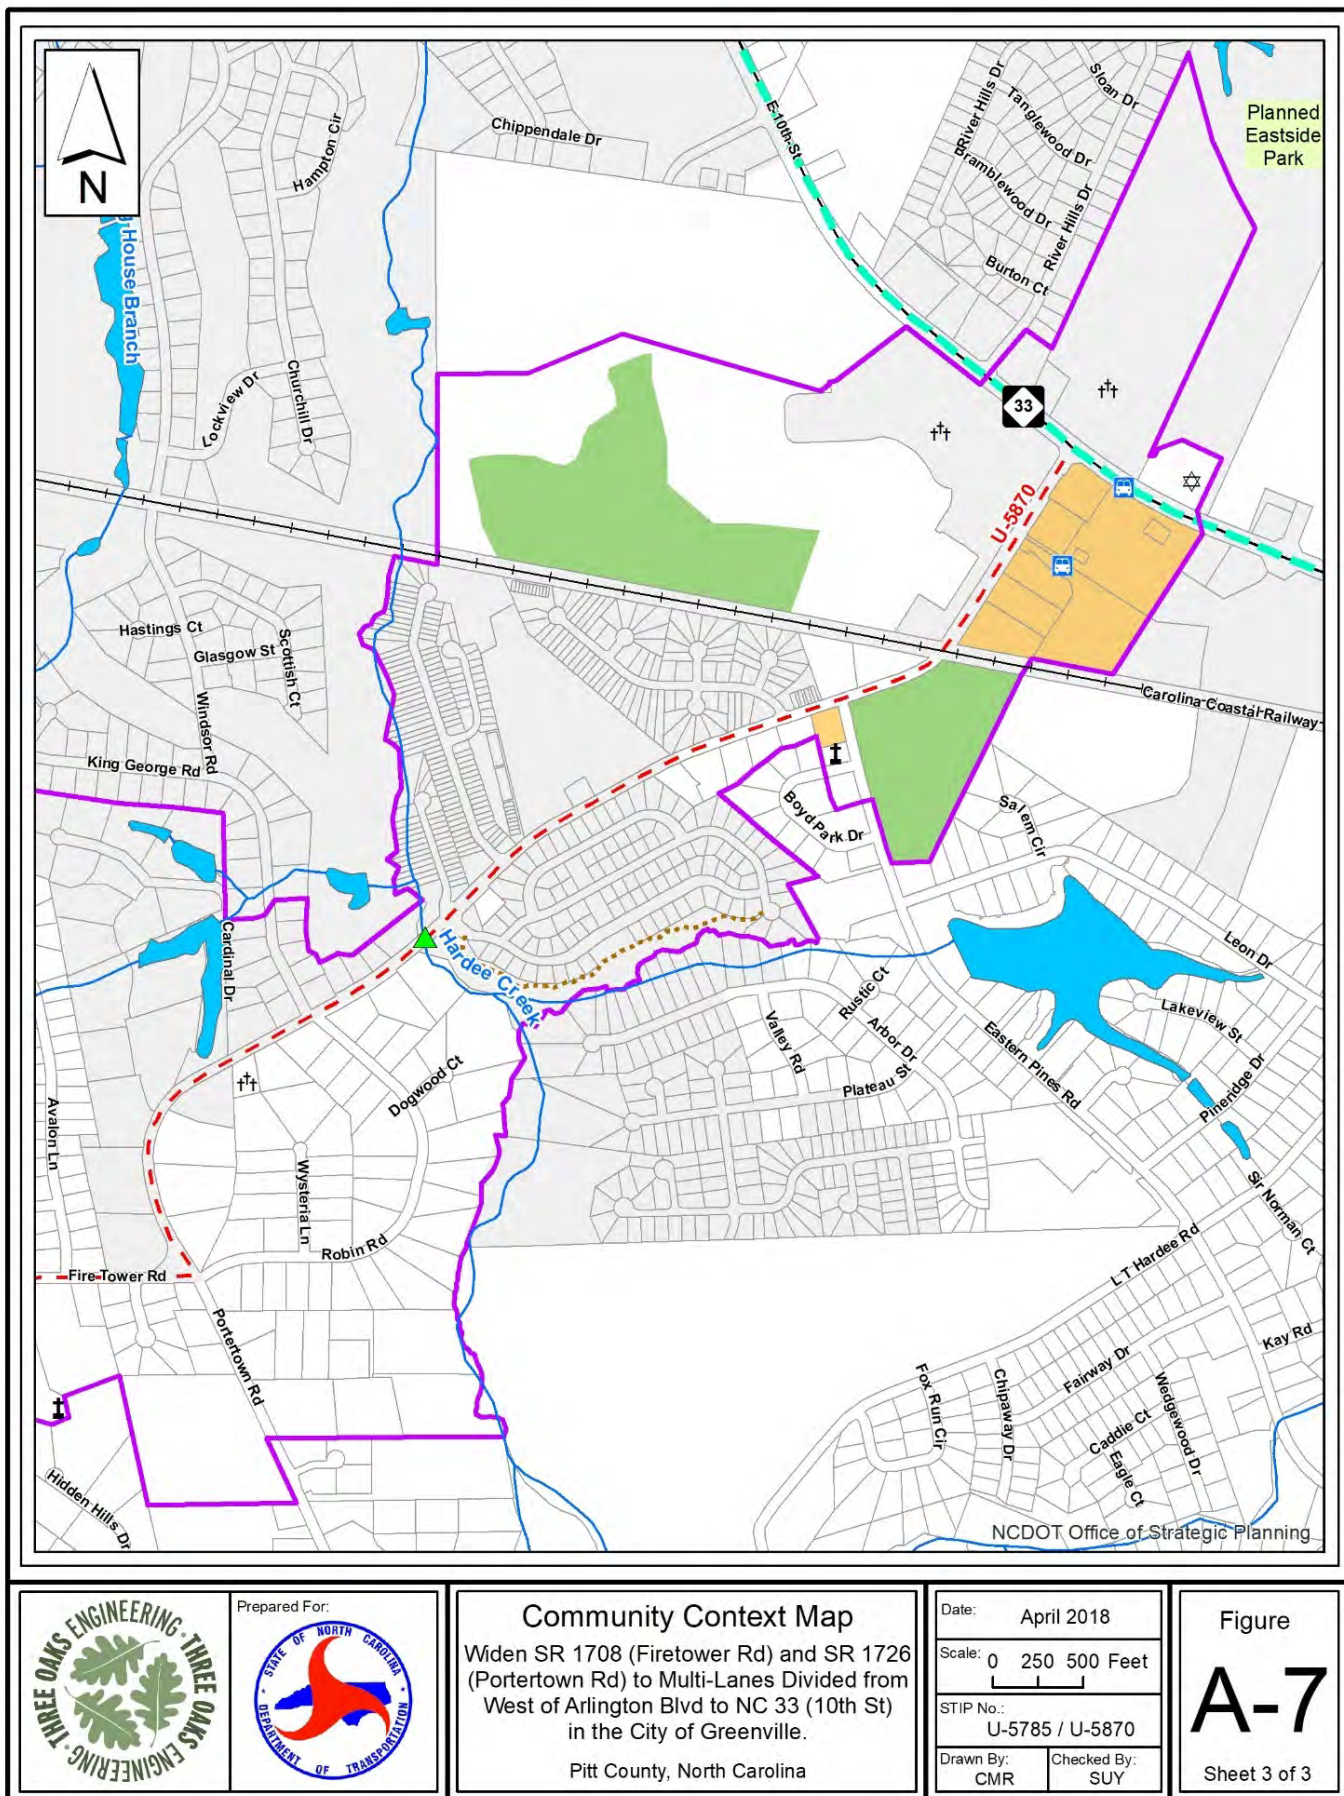 N
House Branch
Hampton Cir
Chippendale Dr
E 10th St
River Hills Dr
Sloan Dr
Tanglewood Dr
Bramblewood Dr
River Hills Dr
Burton Ct
Planned
Eastside
Park
Lockview Dr
Churchill Dr
33
U-5870
Hastings Ct
Glasgow St
Scottish Ct
Windsor Rd
King George Rd
Carolina Coastal Railway
Boyd Park Dr
Salem Cir
Cardinal Dr
Hardee Creek
Leon Dr
Rustic Ct
Lakeview St
Valley Rd
Arbor Dr
Eastern Pines Rd
Plateau St
Pineridge Dr
Dogwood Ct
Avalon Ln
Wysteria Ln
Robin Rd
Sir Norman Ct
Fire Tower Rd
L T Hardee Rd
Portertown Rd
Kay Rd
Fairway Dr
Fox Run Cir
Chipaway Dr
Wedgewood Dr
Caddie Ct
Eagle Ct
Hidden Hills Dr
NCDOT Office of Strategic Planning
THREE OAKS ENGINEERING · THREE OAKS ENGINEERING ·
Prepared For:
STATE OF NORTH CAROLINA
DEPARTMENT OF TRANSPORTATION
Community Context Map
Widen SR 1708 (Firetower Rd) and SR 1726
(Portertown Rd) to Multi-Lanes Divided from
West of Arlington Blvd to NC 33 (10th St)
in the City of Greenville.
Pitt County, North Carolina
Date:
April 2018
Scale: 0 250 500 Feet
STIP No.:
U-5785 / U-5870
Drawn By:
CMR
Checked By:
SUY
Figure
A-7
Sheet 3 of 3